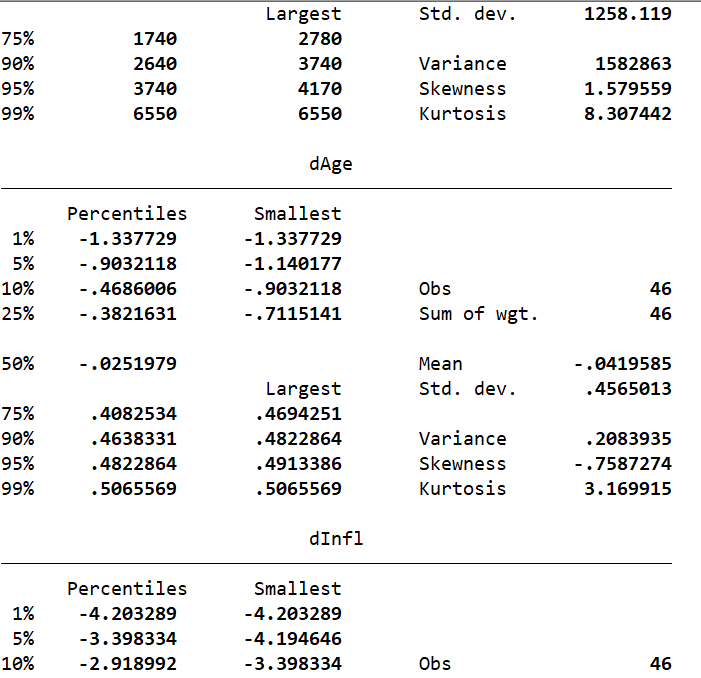 Largest Std. dev. 1258.119
75% 1740 2780
90% 2640 3740 Variance 1582863
95% 3740 4170 Skewness 1.579559
99% 6550 6550 Kurtosis 8.307442
dAge
Percentiles Smallest
1% -1.337729 -1.337729
5% -.9032118 -1.140177
10% -.4686006 -.9032118 Obs 46
25% -.3821631 -.7115141 Sum of wgt. 46
50% -.0251979 Mean -.0419585
Largest Std. dev. .4565013
75% .4082534 .4694251
90% .4638331 .4822864 Variance .2083935
95% .4822864 .4913386 Skewness -.7587274
99% .5065569 .5065569 Kurtosis 3.169915
dInfl
Percentiles Smallest
1% -4.203289 -4.203289
5% -3.398334 -4.194646
10% -2.918992 -3.398334 Obs 46